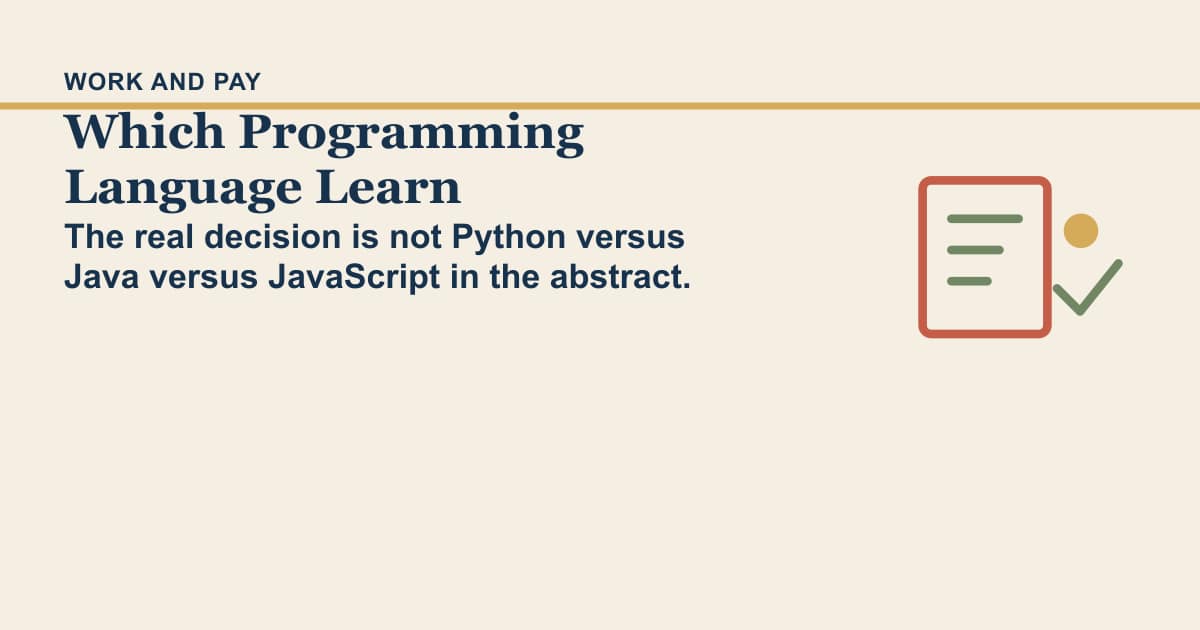 WORK AND PAY
Which Programming
Language Learn
The real decision is not Python versus
Java versus JavaScript in the abstract.